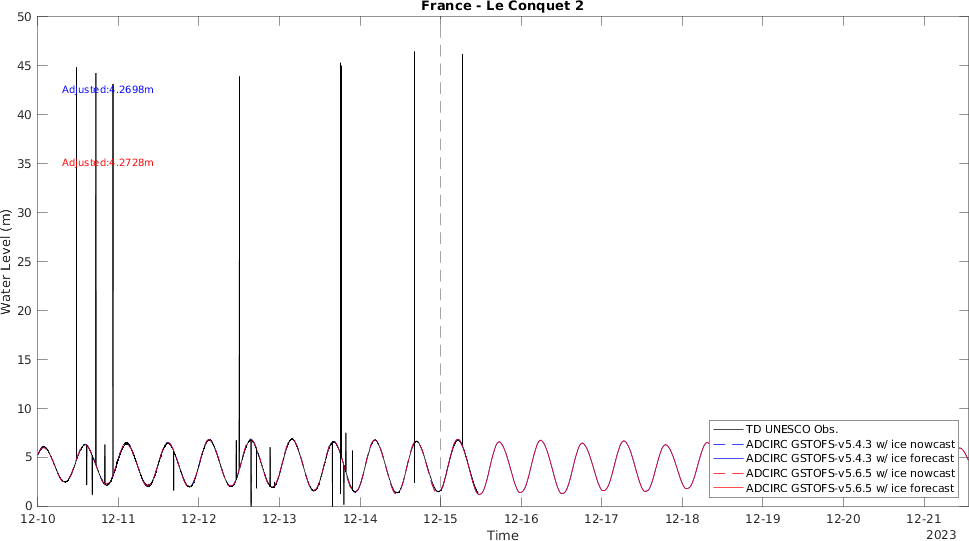 France - Le Conquet 2
50
45
40
35
30
25
20
15
10
5
0
Water Level (m)
Adjusted:4.2698m
Adjusted:4.2728m
TD UNESCO Obs.
ADCIRC GSTOFS-v5.4.3 w/ ice nowcast
ADCIRC GSTOFS-v5.4.3 w/ ice forecast
ADCIRC GSTOFS-v5.6.5 w/ ice nowcast
ADCIRC GSTOFS-v5.6.5 w/ ice forecast
12-10 12-11 12-12 12-13 12-14 12-15 12-16 12-17 12-18 12-19 12-20 12-21
Time
2023